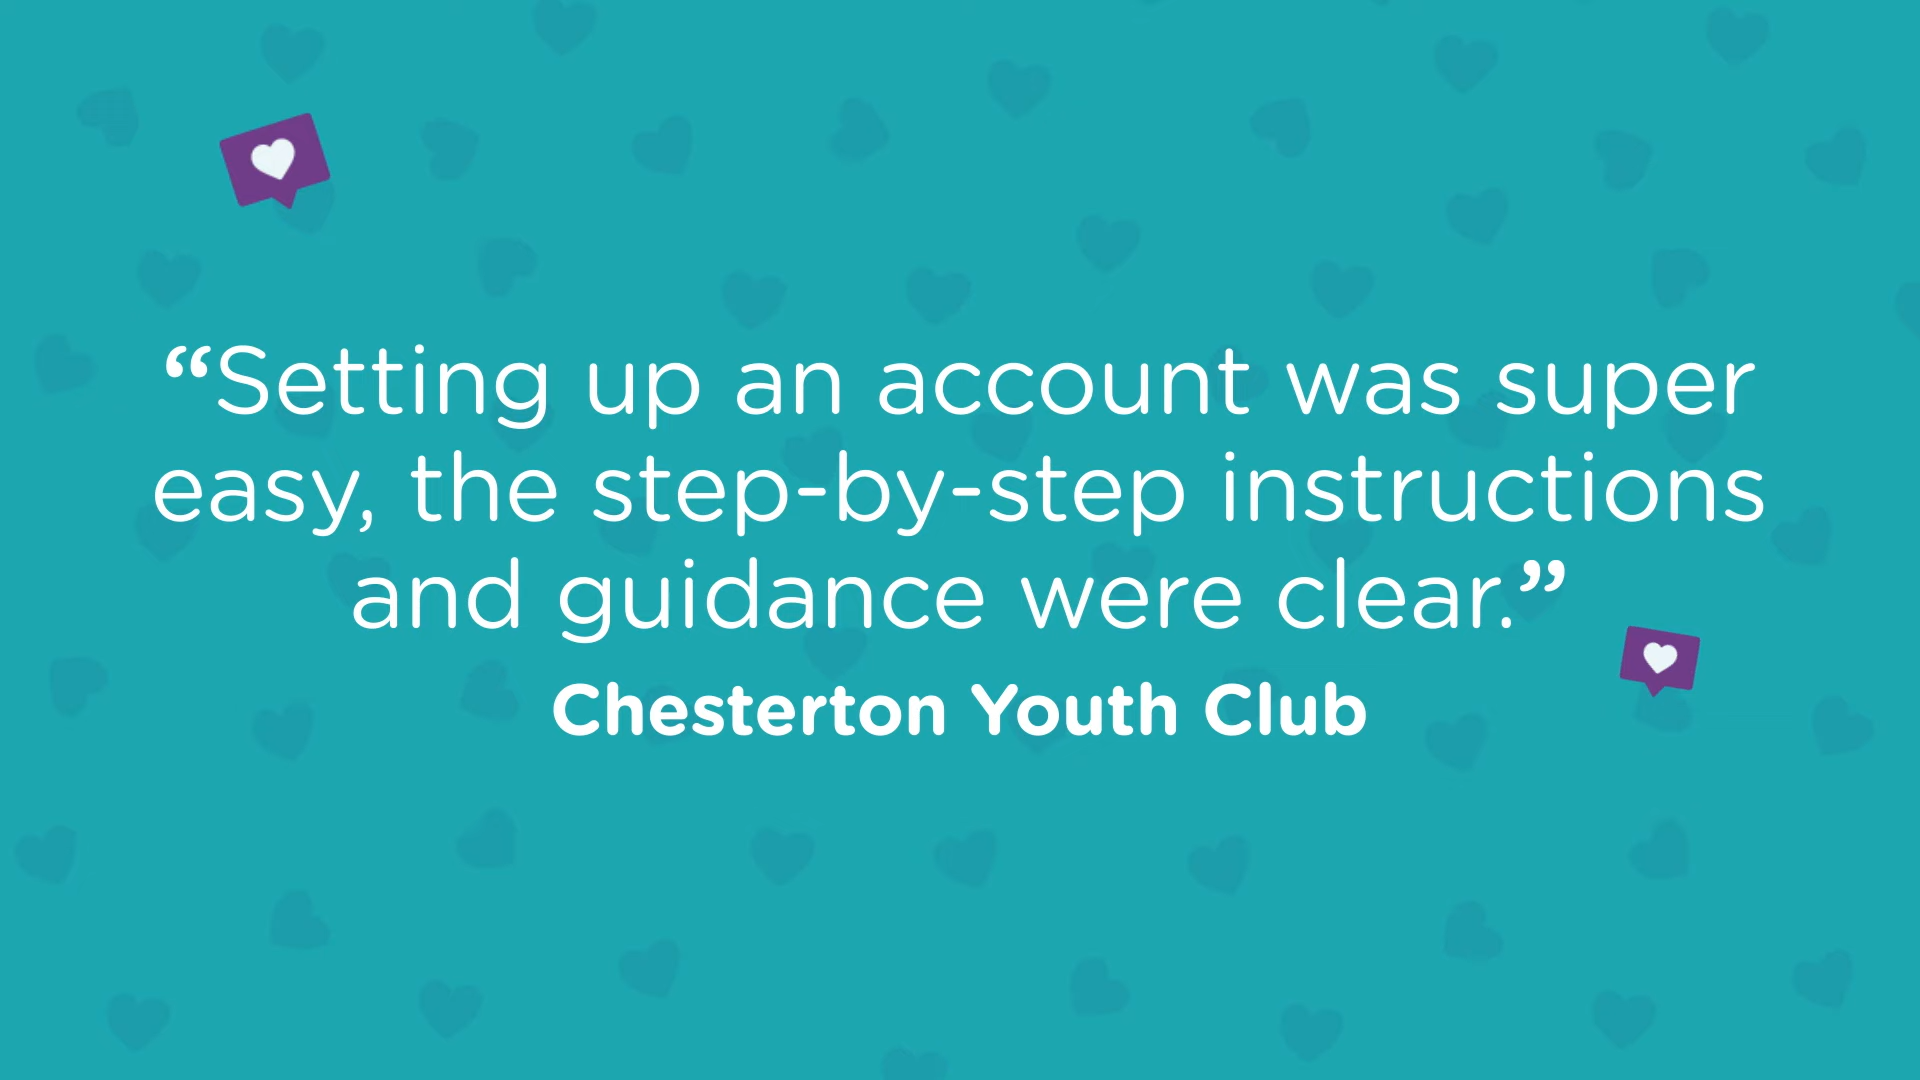 “Setting up an account was super
easy, the step-by-step instructions
and guidance were clear.”
Chesterton Youth Club